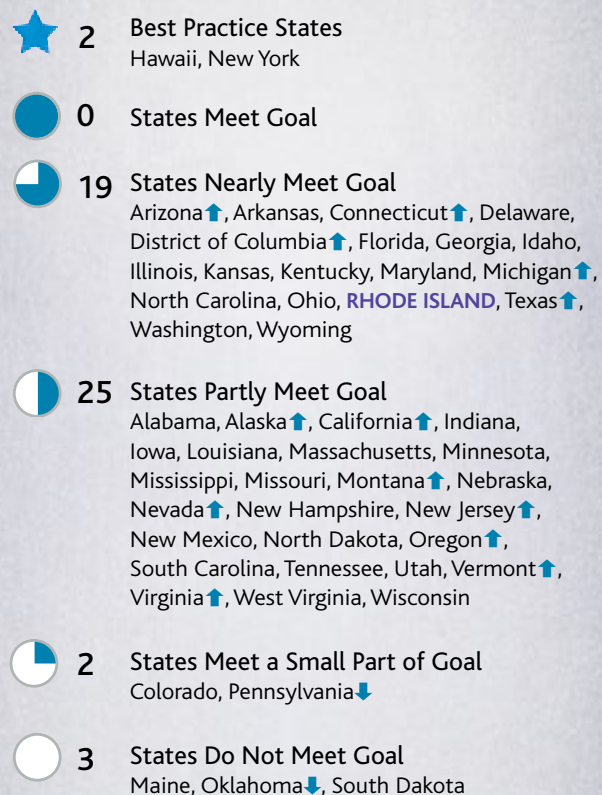 2 Best Practice States
Hawaii, New York
0 States Meet Goal
19 States Nearly Meet Goal
Arizona⬆, Arkansas, Connecticut⬆, Delaware,
District of Columbia⬆, Florida, Georgia, Idaho,
Illinois, Kansas, Kentucky, Maryland, Michigan⬆,
North Carolina, Ohio, RHODE ISLAND, Texas⬆,
Washington, Wyoming
25 States Partly Meet Goal
Alabama, Alaska⬆, California⬆, Indiana,
Iowa, Louisiana, Massachusetts, Minnesota,
Mississippi, Missouri, Montana⬆, Nebraska,
Nevada⬆, New Hampshire, New Jersey⬆,
New Mexico, North Dakota, Oregon⬆,
South Carolina, Tennessee, Utah, Vermont⬆,
Virginia⬆, West Virginia, Wisconsin
2 States Meet a Small Part of Goal
Colorado, Pennsylvania⬇
3 States Do Not Meet Goal
Maine, Oklahoma⬇, South Dakota